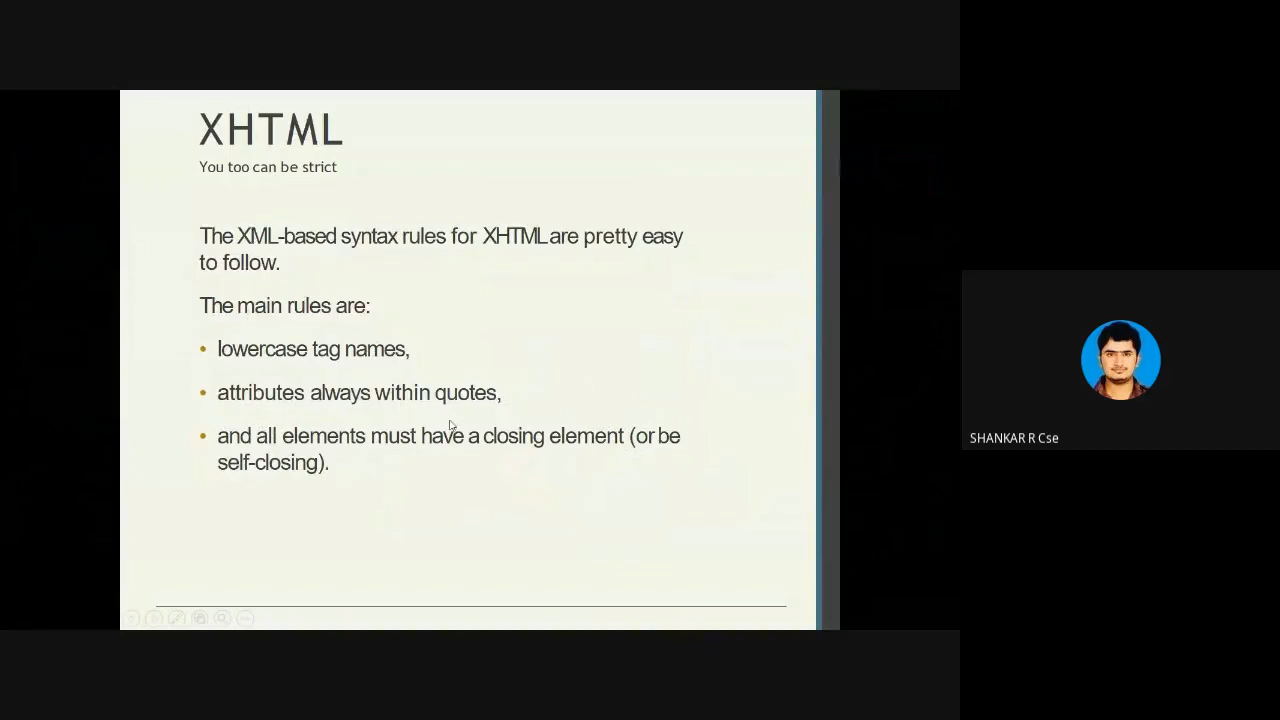 XHTML
You too can be strict
The XML-based syntax rules for XHTML are pretty easy
to follow.
The main rules are:
• lowercase tag names,
• attributes always within quotes,
• and all elements must have a closing element (or be
self-closing).
SHANKAR R Cse